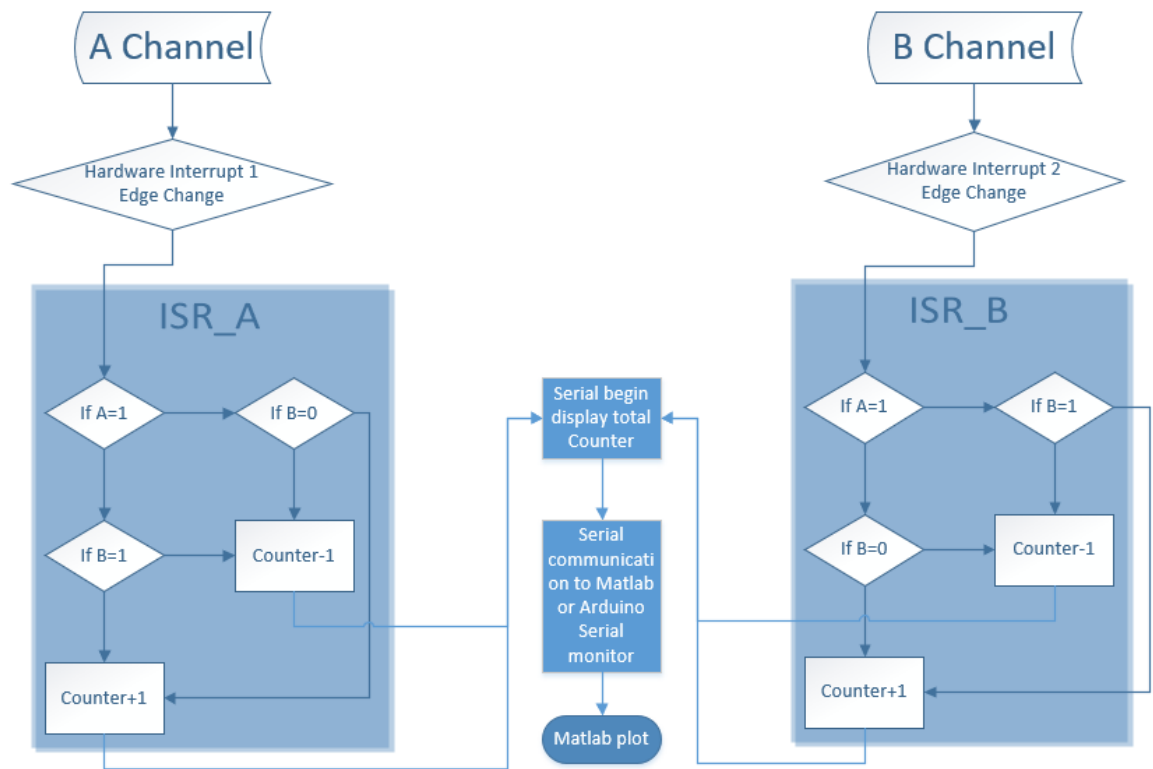 A Channel
B Channel
Hardware Interrupt 1
Edge Change
Hardware Interrupt 2
Edge Change
ISR_A
If A=1
If B=0
If B=1
Counter-1
Counter+1
Serial begin
display total
Counter
Serial
communicati
on to Matlab
or Arduino
Serial
monitor
Matlab plot
ISR_B
If A=1
If B=1
If B=0
Counter-1
Counter+1